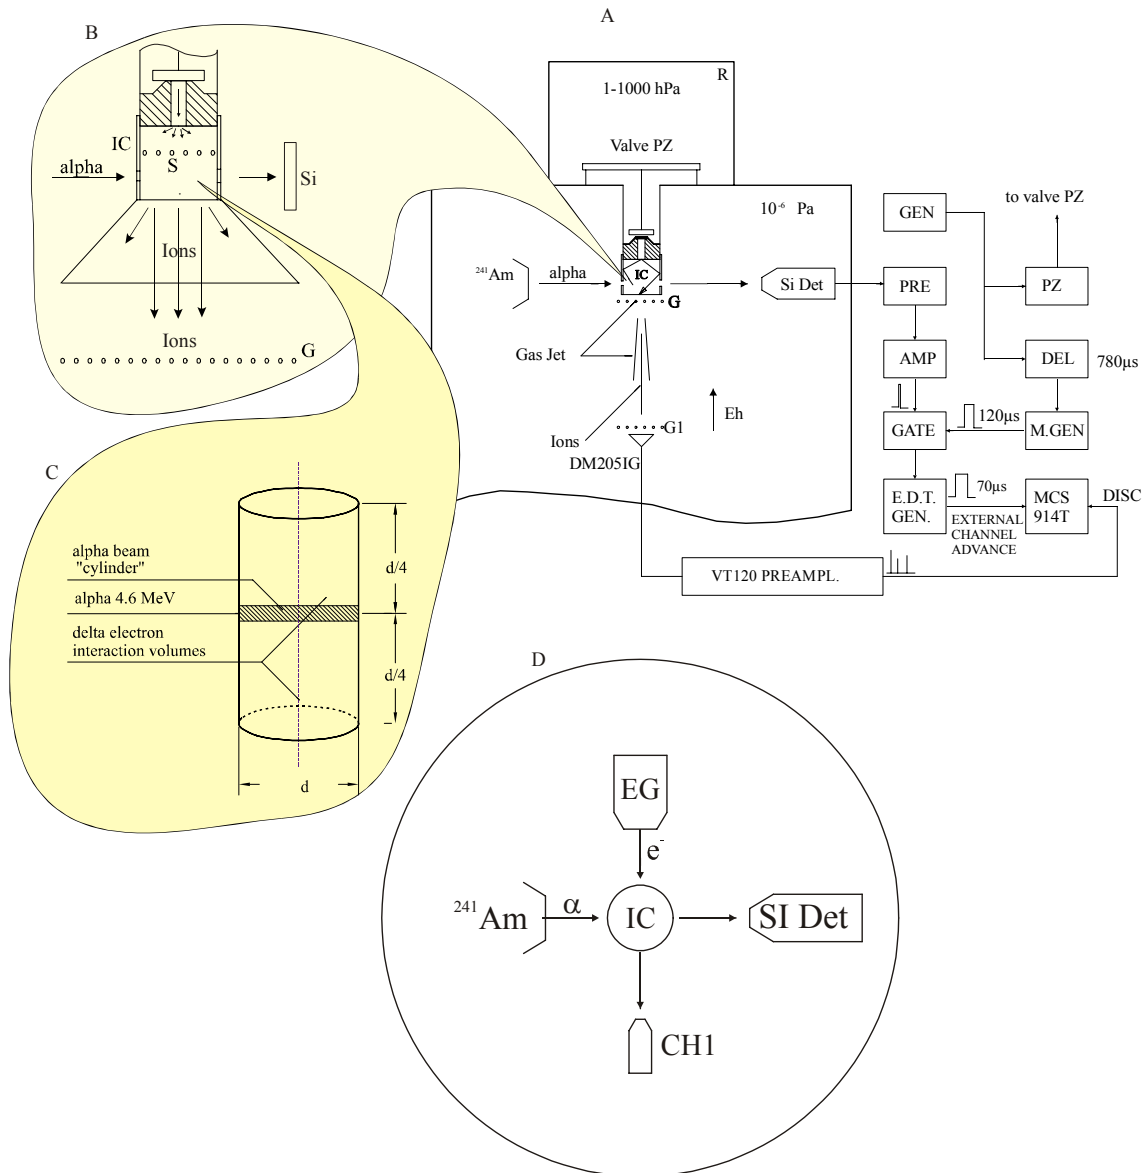 A
R
1-1000 hPa
Valve PZ
10⁻⁶ Pa
²⁴¹Am
alpha
IC
Si Det
G
Gas Jet
Ions
Eh
G1
DM205IG
GEN
to valve PZ
PRE
PZ
AMP
DEL
780μs
GATE
120μs
M.GEN
E.D.T.
GEN.
70μs
EXTERNAL
CHANNEL
ADVANCE
MCS
914T
DISC
VT120 PREAMPL.
B
IC
alpha
S
Si
Ions
Ions
G
C
alpha beam
"cylinder"
alpha 4.6 MeV
delta electron
interaction volumes
d/4
d/4
d
D
EG
e⁻
²⁴¹Am
α
IC
SI Det
CH1